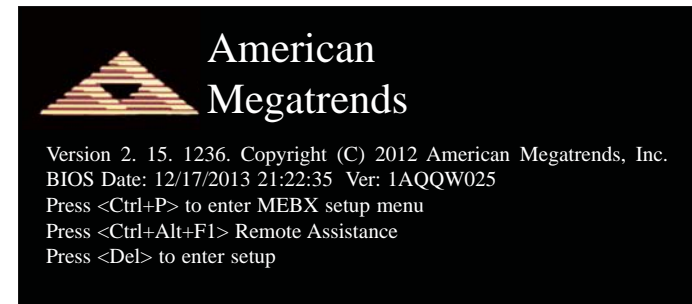 American
Megatrends
Version 2. 15. 1236. Copyright (C) 2012 American Megatrends, Inc.
BIOS Date: 12/17/2013 21:22:35 Ver: 1AQQW025
Press <Ctrl+P> to enter MEBX setup menu
Press <Ctrl+Alt+F1> Remote Assistance
Press <Del> to enter setup